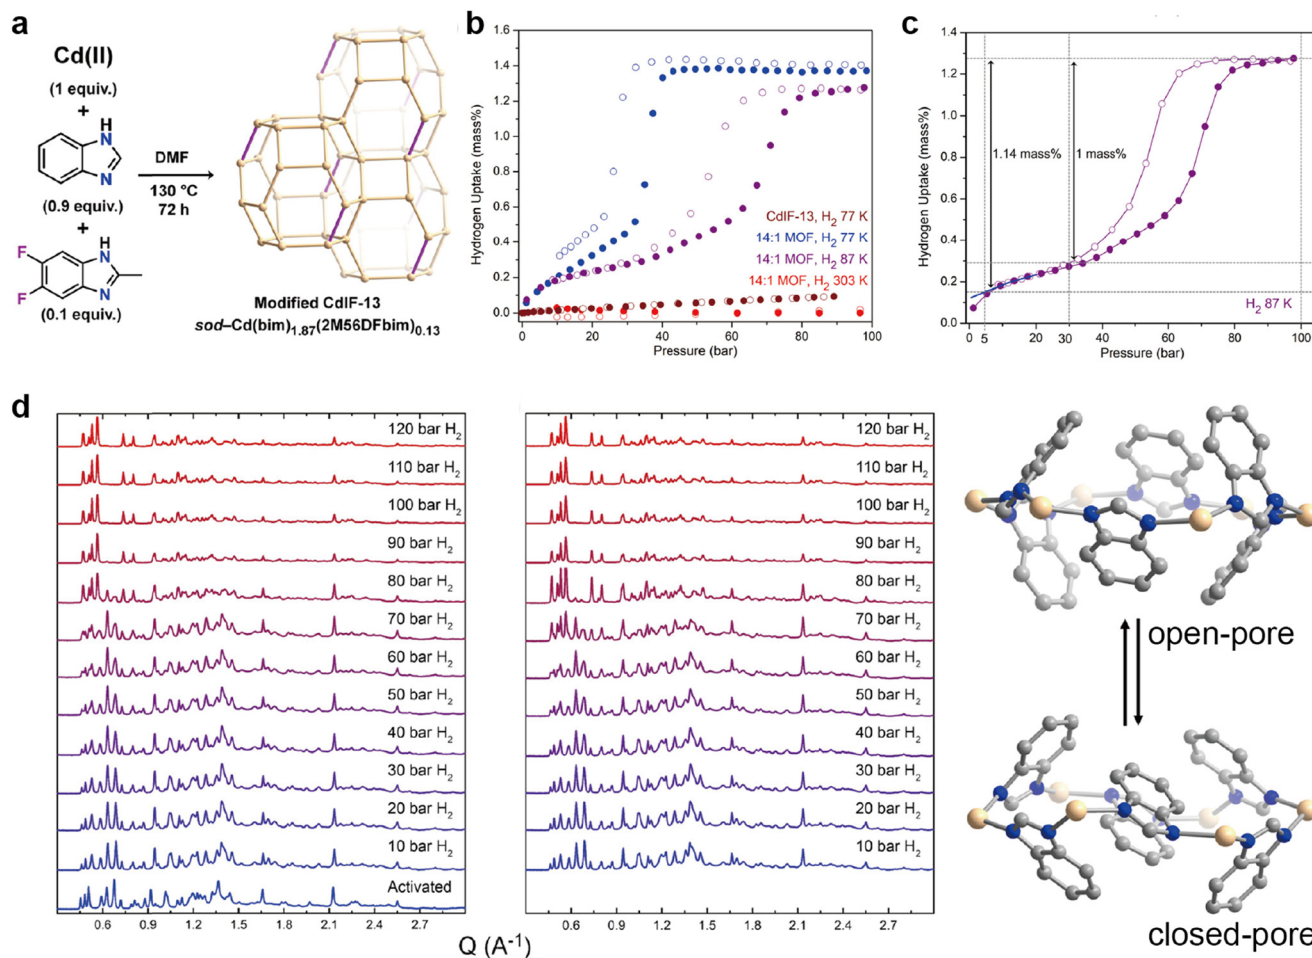 a
Cd(II)
(1 equiv.)
+
H
N
N
(0.9 equiv.)
+
H
F
N
F
N
(0.1 equiv.)
DMF
130 °C
72 h
Modified CdIF-13
sod–Cd(bim)1.87(2M56DFbim)0.13
b
Hydrogen Uptake (mass%)
1.6
1.4
1.2
1.0
0.8
0.6
0.4
0.2
0.0
CdIF-13, H2 77 K
14:1 MOF, H2 77 K
14:1 MOF, H2 87 K
14:1 MOF, H2 303 K
0 20 40 60 80 100
Pressure (bar)
c
Hydrogen Uptake (mass%)
1.4
1.2
1.0
0.8
0.6
0.4
0.2
0.0
1.14 mass%
1 mass%
H2 87 K
0 5 20 30 40 60 80 100
Pressure (bar)
d
120 bar H2
110 bar H2
100 bar H2
90 bar H2
80 bar H2
70 bar H2
60 bar H2
50 bar H2
40 bar H2
30 bar H2
20 bar H2
10 bar H2
Activated
0.6 0.9 1.2 1.5 1.8 2.1 2.4 2.7
120 bar H2
110 bar H2
100 bar H2
90 bar H2
80 bar H2
70 bar H2
60 bar H2
50 bar H2
40 bar H2
30 bar H2
20 bar H2
10 bar H2
0.6 0.9 1.2 1.5 1.8 2.1 2.4 2.7
Q (A-1)
open-pore
closed-pore